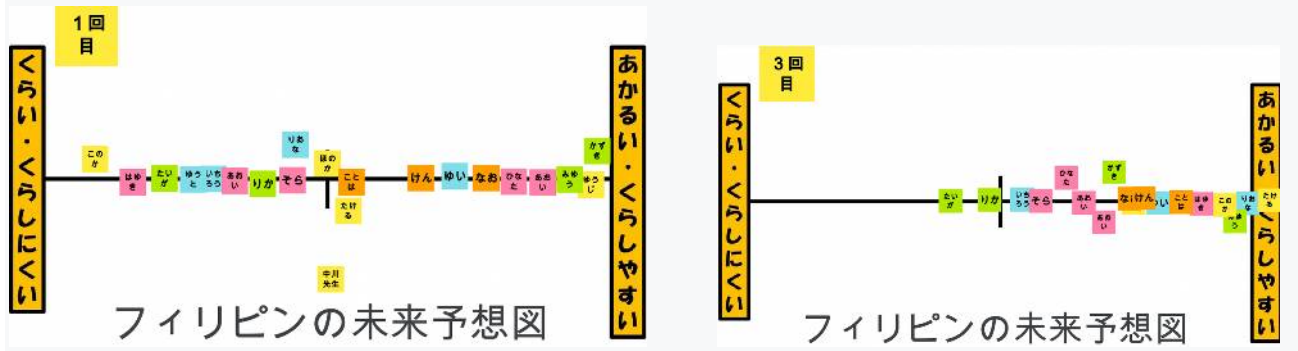 1回
目
くらい・くらしにくい
あかるい・くらしやすい
このか
はゆき
たいが
ゆうと
いちろう
あおい
りか
そら
りおな
ほのか
ことは
たける
中川先生
けん
ゆい
なお
ひなた
あおい
みゆう
かずき
ゆうじ
フィリピンの未来予想図
3回
目
くらい・くらしにくい
あかるい・くらしやすい
たいが
りか
いちろう
そら
ひなた
あおい
あおい
かずき
けん
ことは
はゆき
このか
りおな
たける
フィリピンの未来予想図